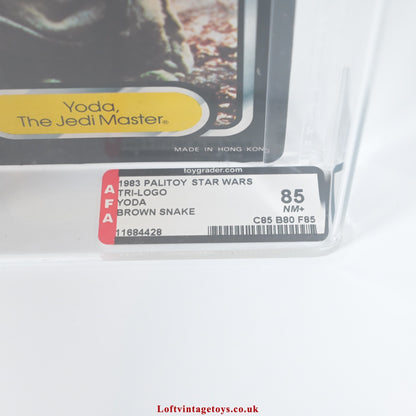 Yoda,
The Jedi Master®
MADE IN HONG KONG
toygrader.com
AFA
1983 PALITOY STAR WARS
TRI-LOGO
YODA
BROWN SNAKE
11684428
85
NM+
C85 B80 F85
Loftvintagetoys.co.uk